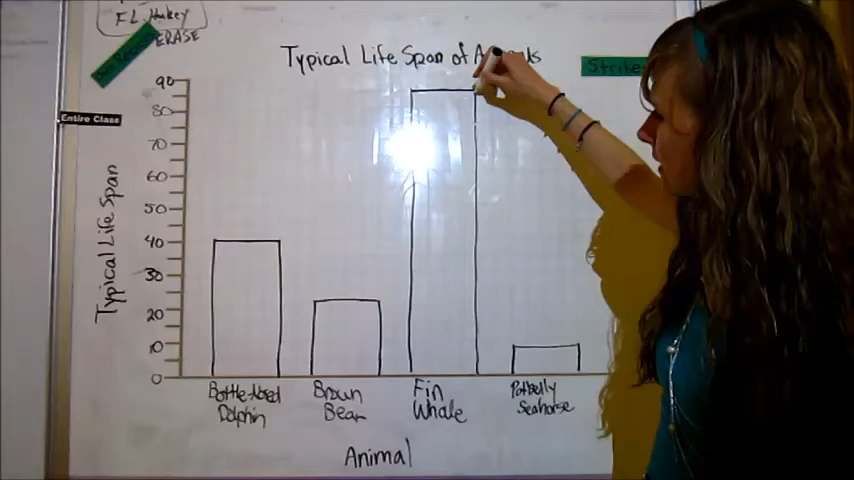 FL Hukey
ERASE
Typical Life Span of
Strike
Entire Class
Typical Life Span
90
80
70
60
50
40
30
20
10
0
Bottle-Nosed
Dolphin
Brown
Bear
Fin
Whale
Potbelly
Seahorse
Animal